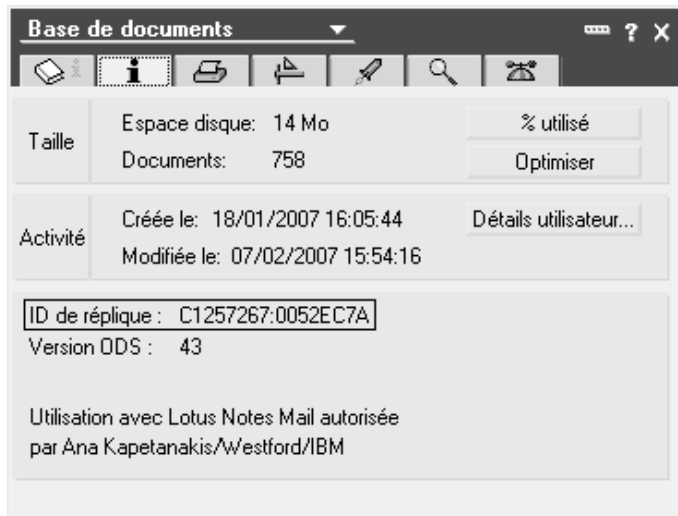 Base de documents
?
X
i
i
Taille
Espace disque: 14 Mo
% utilisé
Documents: 758
Optimiser
Activité
Créée le: 18/01/2007 16:05:44
Détails utilisateur...
Modifiée le: 07/02/2007 15:54:16
ID de réplique : C1257267:0052EC7A
Version ODS : 43
Utilisation avec Lotus Notes Mail autorisée
par Ana Kapetanakis/Westford/IBM